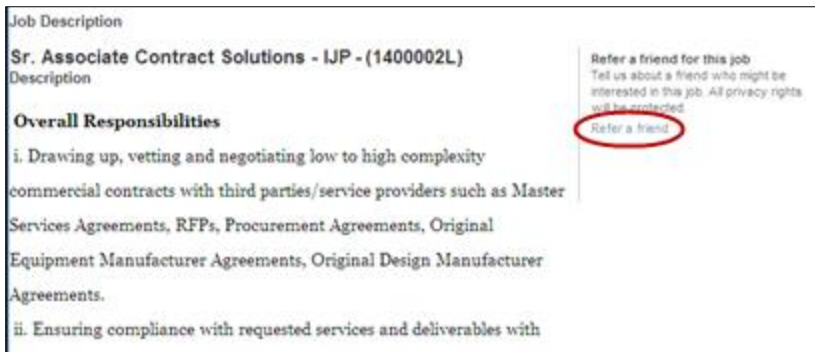 Job Description
Sr. Associate Contract Solutions - IJP - (1400002L)
Description
Overall Responsibilities
i. Drawing up, vetting and negotiating low to high complexity
commercial contracts with third parties/service providers such as Master
Services Agreements, RFPs, Procurement Agreements, Original
Equipment Manufacturer Agreements, Original Design Manufacturer
Agreements.
ii. Ensuring compliance with requested services and deliverables with
Refer a friend for this job
Tell us about a friend who might be
interested in this job. All privacy rights
will be protected.
Refer a friend